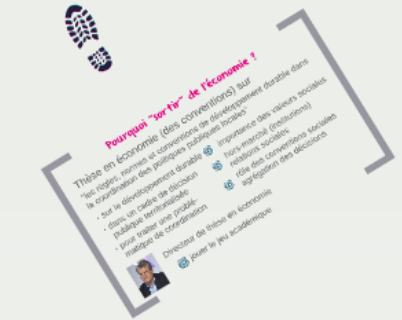 Pourquoi "sortir" de l'économie ?
Thèse en économie (des conventions) sur
"les règles, normes et conventions de développement durable dans
la coordination des politiques publiques locales"
- sur le développement durable
- dans un cadre de décision
publique territorialisée
- pour traiter une problé-
matique de coordination
importance des valeurs sociales
hors-marché (institutions)
relations sociales
rôle des conventions sociales
agrégation des décisions
Directeur de thèse en économie
jouer le jeu académique